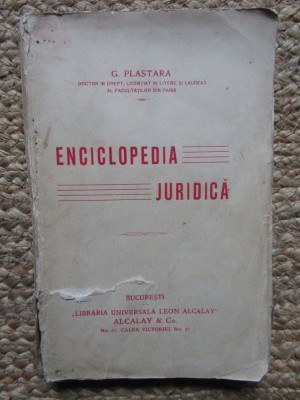 G. PLASTARA
DOCTOR IN DREPT, LICENȚIAT IN LITERE ȘI LAUREAT
AL FACULTĂȚILOR DIN PARIS
ENCICLOPEDIA
JURIDICĂ
BUCUREȘTI
„LIBRĂRIA UNIVERSALĂ LEON ALCALAY"
ALCALAY & Co.
CALEA VICTORIEI, No.